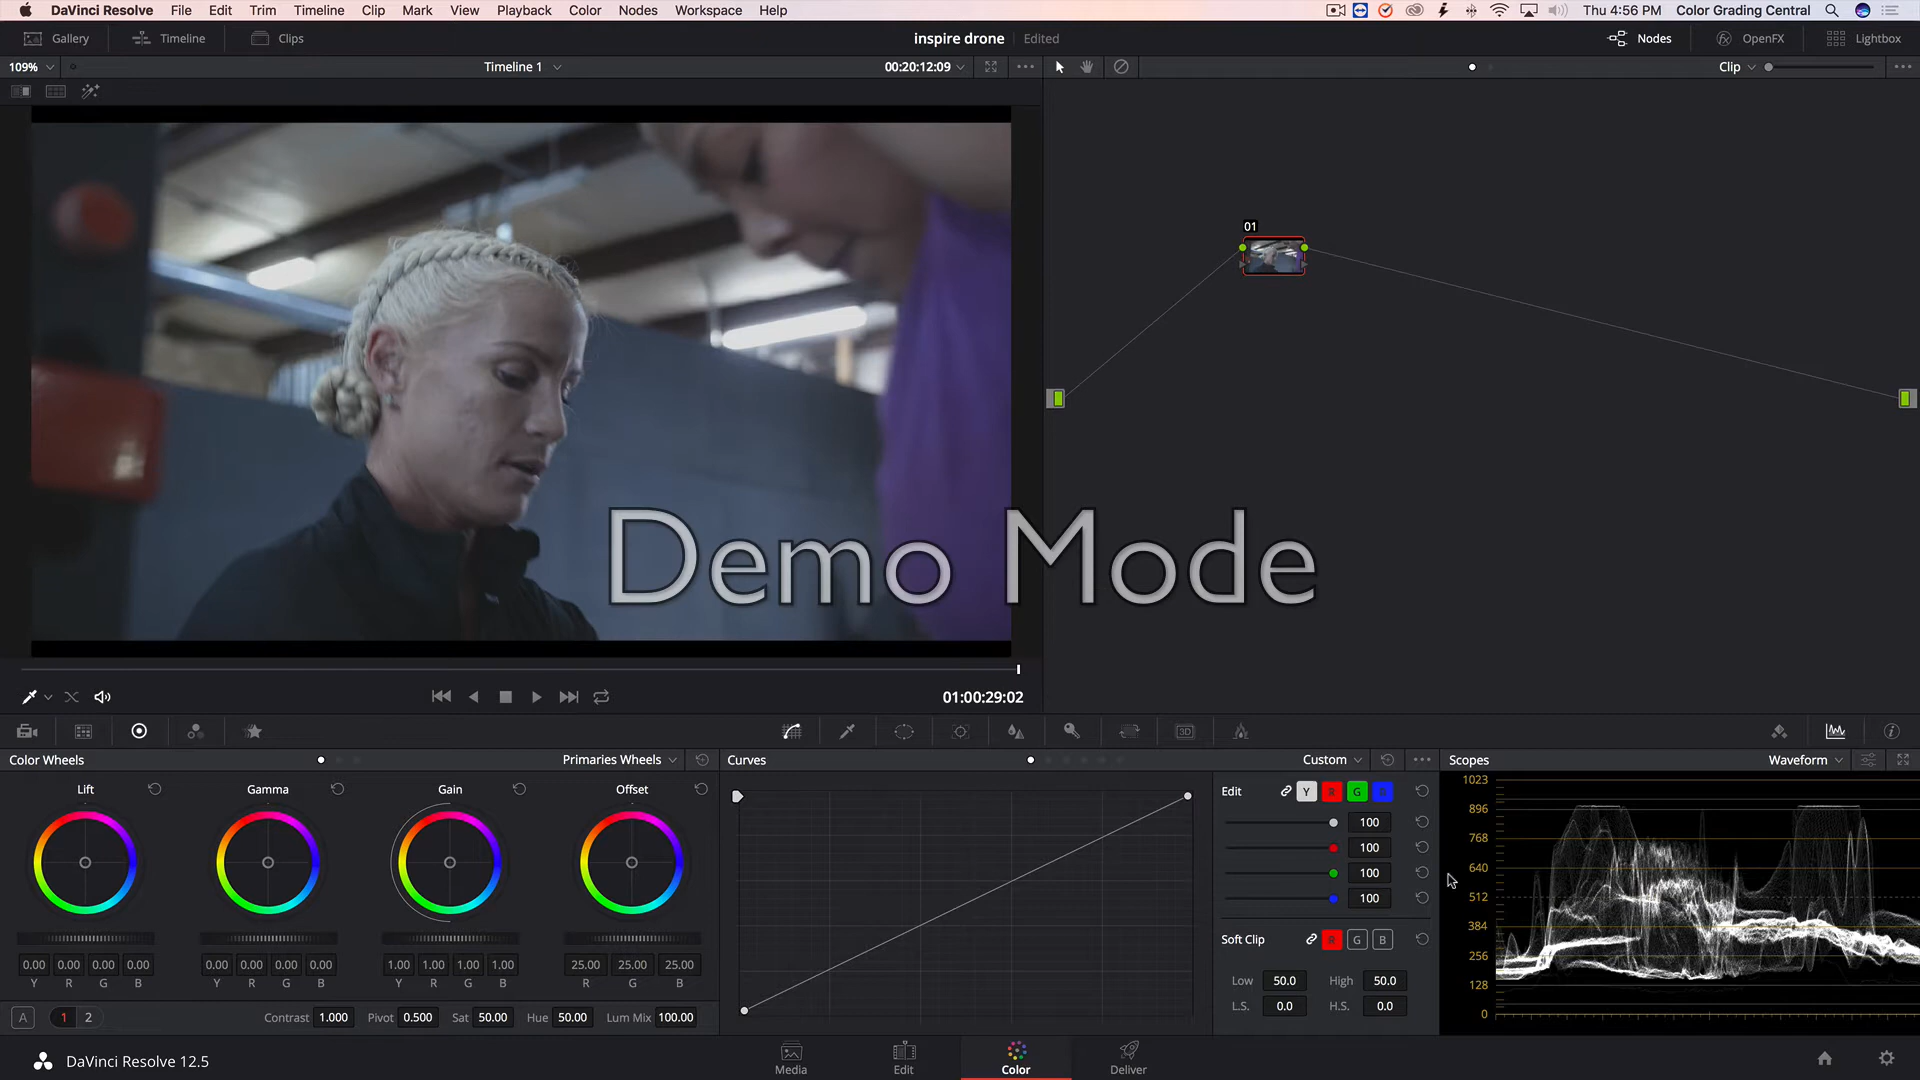 DaVinci Resolve File Edit Trim Timeline Clip Mark View Playback Color Nodes Workspace Help Thu 4:56 PM Color Grading Central
Gallery Timeline Clips inspire drone Edited Nodes OpenFX Lightbox
109% Timeline 1 00:20:12:09 Clip
01
Demo Mode
01:00:29:02
3D
Color Wheels Primaries Wheels Curves Custom Scopes Waveform
Lift Gamma Gain Offset
Edit Y R G B
100
100
100
100
Soft Clip R G B
Low 50.0 High 50.0
L.S. 0.0 H.S. 0.0
1023
896
768
640
512
384
256
128
0
0.00 0.00 0.00 0.00 0.00 0.00 0.00 0.00 1.00 1.00 1.00 1.00 25.00 25.00 25.00
Y R G B Y R G B Y R G B R G B
A 1 2 Contrast 1.000 Pivot 0.500 Sat 50.00 Hue 50.00 Lum Mix 100.00
DaVinci Resolve 12.5 Media Edit Color Deliver